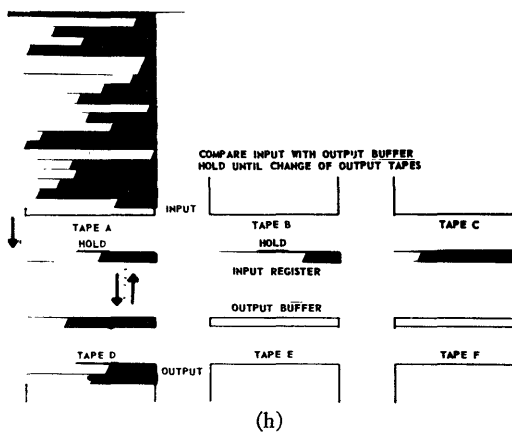 COMPARE INPUT WITH OUTPUT BUFFER
HOLD UNTIL CHANGE OF OUTPUT TAPES
INPUT
TAPE A TAPE B TAPE C
HOLD HOLD
INPUT REGISTER
OUTPUT BUFFER
TAPE D OUTPUT TAPE E TAPE F
(h)